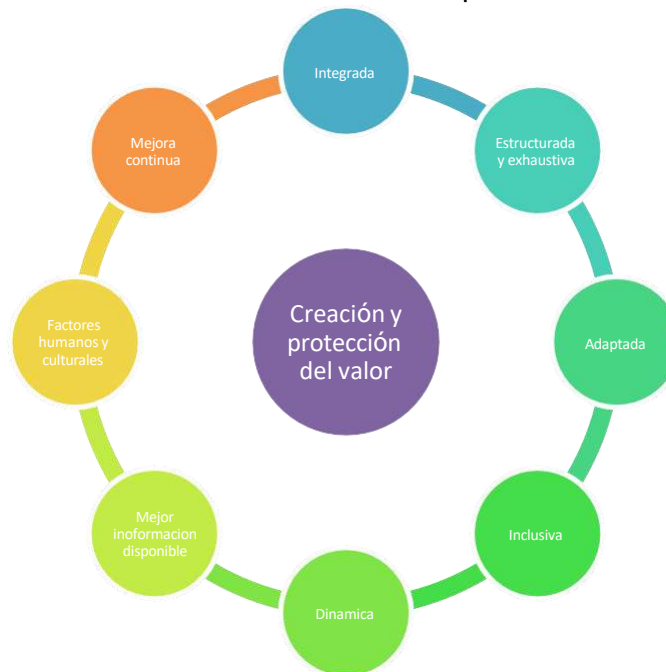 Integrada
Estructurada
y exhaustiva
Adaptada
Inclusiva
Dinamica
Mejor
inoformacion
disponible
Factores
humanos y
culturales
Mejora
continua
Creación y
protección
del valor